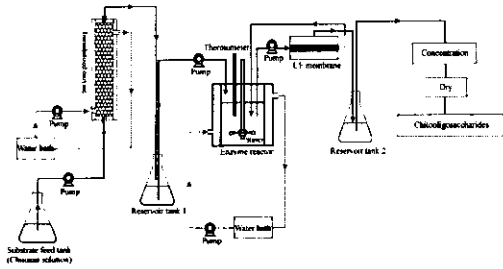 Thermometer
Pump
Pump
UF membrane
Concentration
Dry
Chitooligosaccharides
Pump
Water bath
Enzyme reactor
Reservoir tank 2
Pump
Reservoir tank 1
Pump
Water bath
Substrate feed tank
(Chitosan solution)